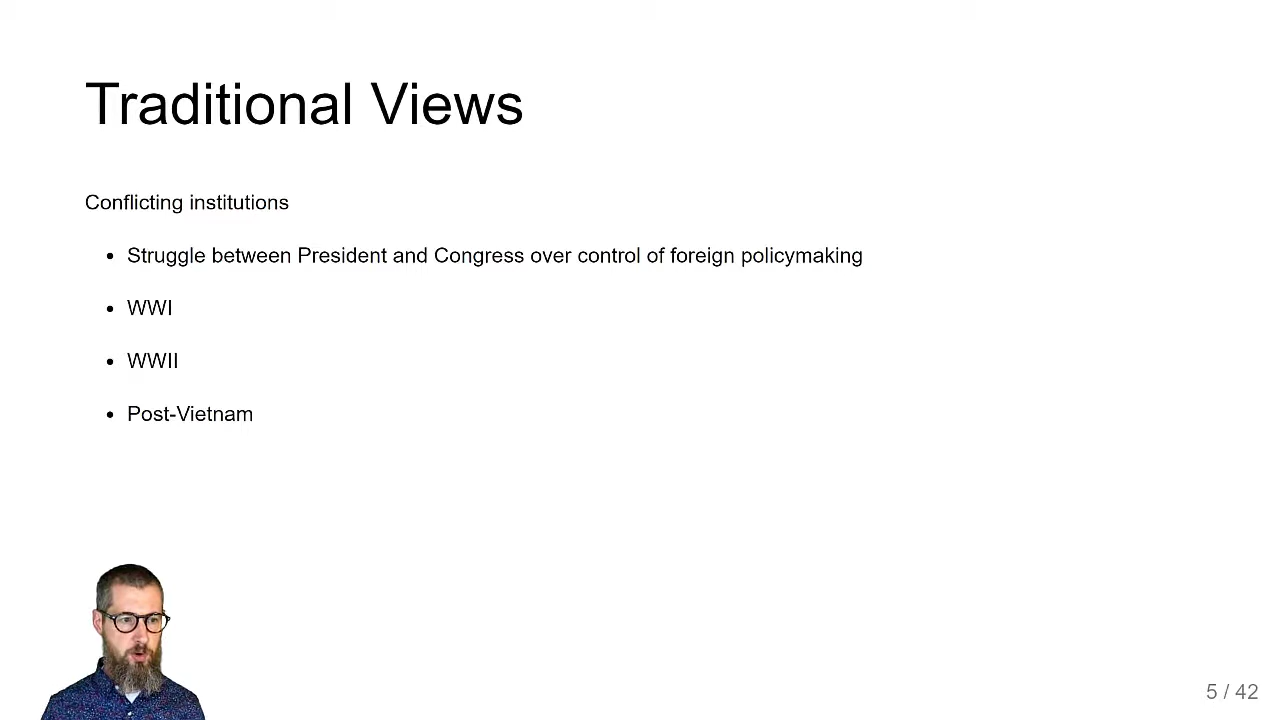 Traditional Views
Conflicting institutions
Struggle between President and Congress over control of foreign policymaking
WWI
WWII
Post-Vietnam
5 / 42